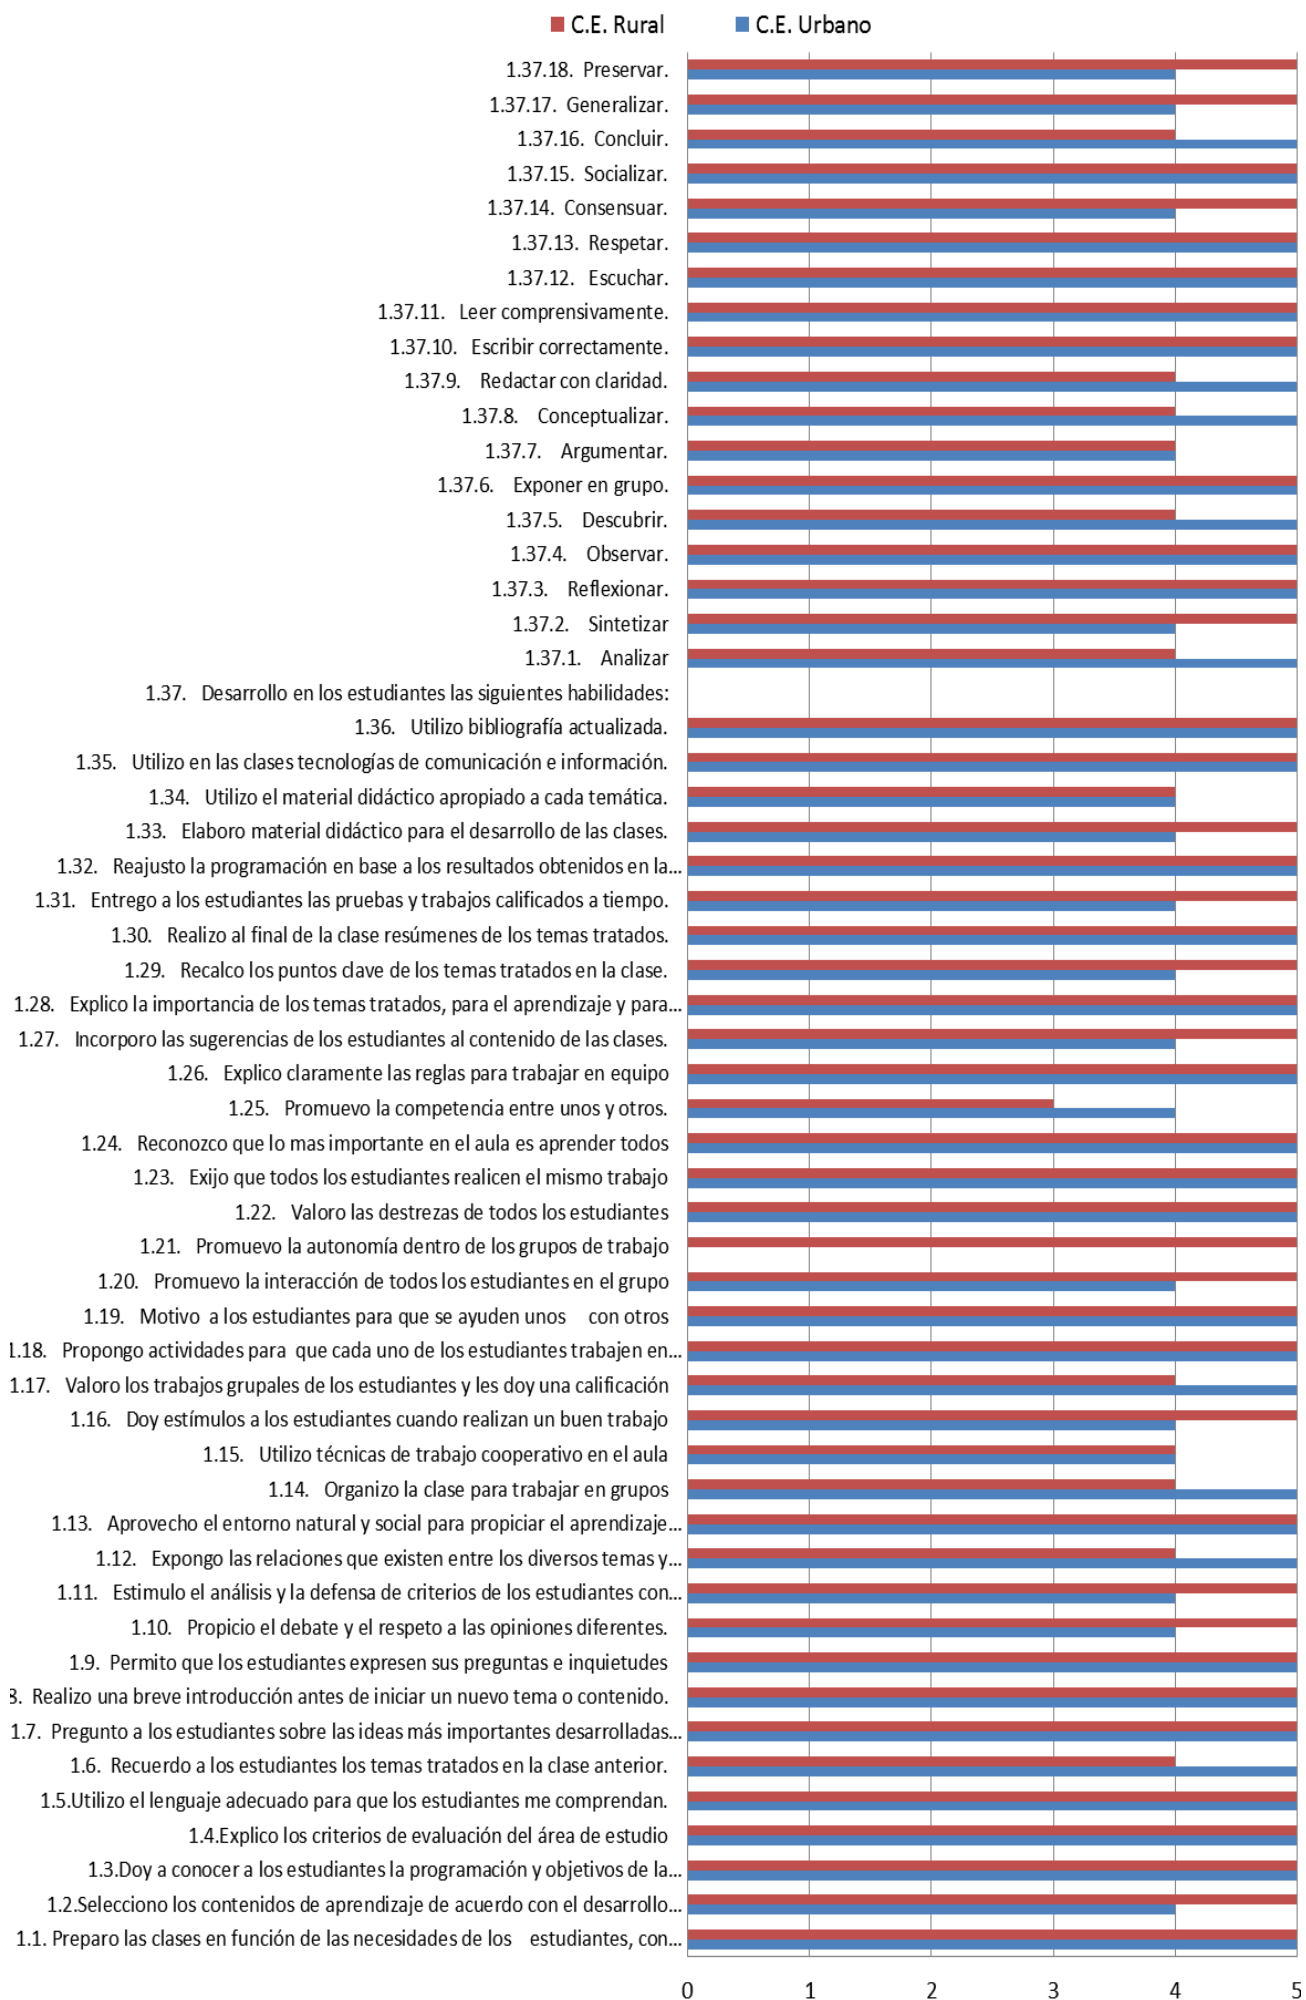 C.E. Rural C.E. Urbano
1.37.18. Preservar.
1.37.17. Generalizar.
1.37.16. Concluir.
1.37.15. Socializar.
1.37.14. Consensuar.
1.37.13. Respetar.
1.37.12. Escuchar.
1.37.11. Leer comprensivamente.
1.37.10. Escribir correctamente.
1.37.9. Redactar con claridad.
1.37.8. Conceptualizar.
1.37.7. Argumentar.
1.37.6. Exponer en grupo.
1.37.5. Descubrir.
1.37.4. Observar.
1.37.3. Reflexionar.
1.37.2. Sintetizar
1.37.1. Analizar
1.37. Desarrollo en los estudiantes las siguientes habilidades:
1.36. Utilizo bibliografía actualizada.
1.35. Utilizo en las clases tecnologías de comunicación e información.
1.34. Utilizo el material didáctico apropiado a cada temática.
1.33. Elaboro material didáctico para el desarrollo de las clases.
1.32. Reajusto la programación en base a los resultados obtenidos en la...
1.31. Entrego a los estudiantes las pruebas y trabajos calificados a tiempo.
1.30. Realizo al final de la clase resúmenes de los temas tratados.
1.29. Recalco los puntos clave de los temas tratados en la clase.
1.28. Explico la importancia de los temas tratados, para el aprendizaje y para...
1.27. Incorporo las sugerencias de los estudiantes al contenido de las clases.
1.26. Explico claramente las reglas para trabajar en equipo
1.25. Promuevo la competencia entre unos y otros.
1.24. Reconozco que lo mas importante en el aula es aprender todos
1.23. Exijo que todos los estudiantes realicen el mismo trabajo
1.22. Valoro las destrezas de todos los estudiantes
1.21. Promuevo la autonomía dentro de los grupos de trabajo
1.20. Promuevo la interacción de todos los estudiantes en el grupo
1.19. Motivo a los estudiantes para que se ayuden unos con otros
1.18. Propongo actividades para que cada uno de los estudiantes trabajen en...
1.17. Valoro los trabajos grupales de los estudiantes y les doy una calificación
1.16. Doy estímulos a los estudiantes cuando realizan un buen trabajo
1.15. Utilizo técnicas de trabajo cooperativo en el aula
1.14. Organizo la clase para trabajar en grupos
1.13. Aprovecho el entorno natural y social para propiciar el aprendizaje...
1.12. Expongo las relaciones que existen entre los diversos temas y...
1.11. Estimulo el análisis y la defensa de criterios de los estudiantes con...
1.10. Propicio el debate y el respeto a las opiniones diferentes.
1.9. Permito que los estudiantes expresen sus preguntas e inquietudes
8. Realizo una breve introducción antes de iniciar un nuevo tema o contenido.
1.7. Pregunto a los estudiantes sobre las ideas más importantes desarrolladas...
1.6. Recuerdo a los estudiantes los temas tratados en la clase anterior.
1.5.Utilizo el lenguaje adecuado para que los estudiantes me comprendan.
1.4.Explico los criterios de evaluación del área de estudio
1.3.Doy a conocer a los estudiantes la programación y objetivos de la...
1.2.Selecciono los contenidos de aprendizaje de acuerdo con el desarrollo...
1.1. Preparo las clases en función de las necesidades de los estudiantes, con...
0 1 2 3 4 5